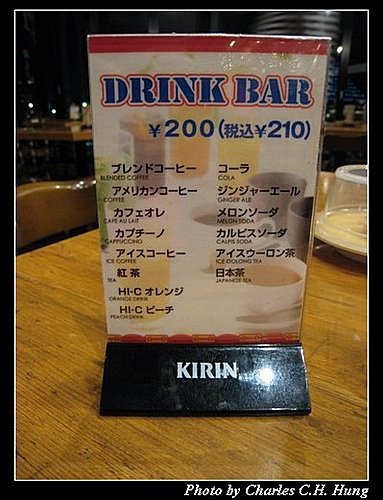 DRINK BAR
¥200(税込¥210)
ブレンドコーヒー
BLENDED COFFEE
アメリカンコーヒー
COFFEE
カフェオレ
CAFE AU LAIT
カプチーノ
CAPPUCCINO
アイスコーヒー
ICE COFFEE
紅茶
TEA
HI-C オレンジ
ORANGE DRINK
HI-C ピーチ
PEACH DRINK
コーラ
COLA
ジンジャーエール
GINGER ALE
メロンソーダ
MELON SODA
カルピスソーダ
CALPIS SODA
アイスウーロン茶
ICE OOLONG TEA
日本茶
JAPANESE TEA
KIRIN
Photo by Charles C.H. Hung